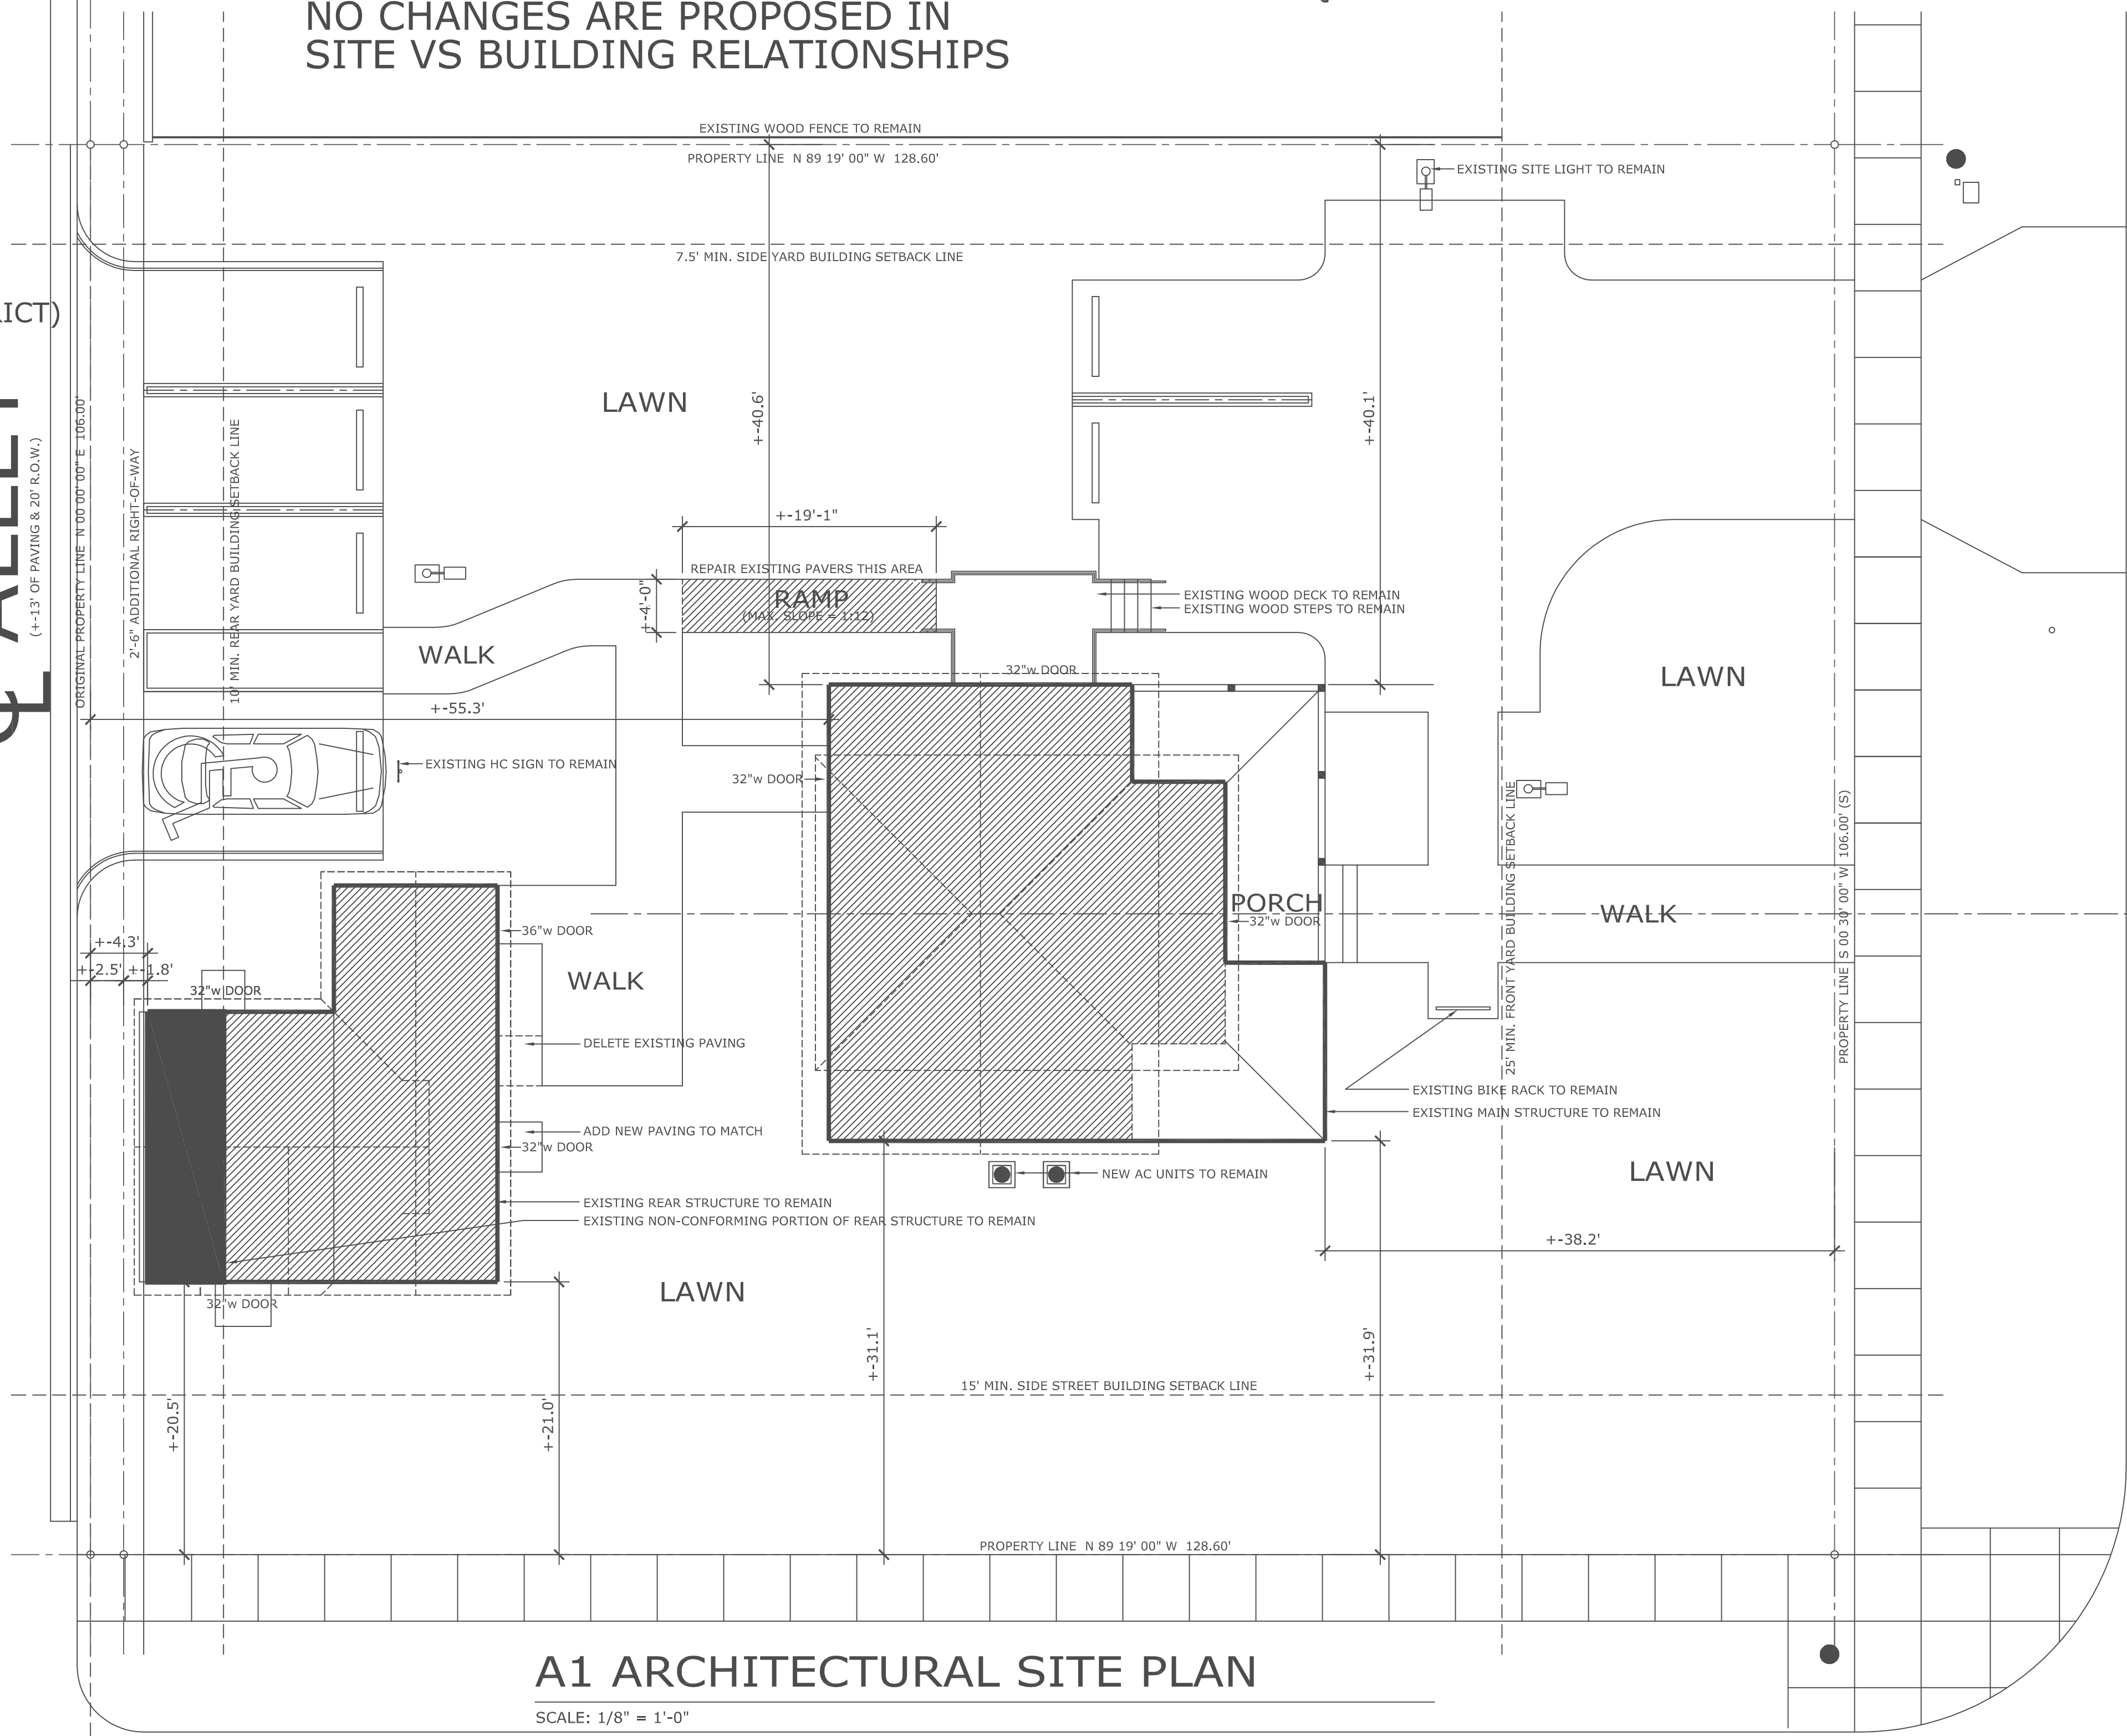 NO CHANGES ARE PROPOSED IN
SITE VS BUILDING RELATIONSHIPS
EXISTING WOOD FENCE TO REMAIN
PROPERTY LINE N 89 19' 00" W 128.60'
EXISTING SITE LIGHT TO REMAIN
7.5' MIN. SIDE YARD BUILDING SETBACK LINE
ICT)
(+-13' OF PAVING & 20' R.O.W.)
ORIGINAL PROPERTY LINE N 00 00' 00" E 106.00'
2'-6" ADDITIONAL RIGHT-OF-WAY
10' MIN. REAR YARD BUILDING SETBACK LINE
LAWN
+-40.6'
+-40.1'
+-19'-1"
REPAIR EXISTING PAVERS THIS AREA
+-4'-0"
RAMP
(MAX. SLOPE = 1:12)
EXISTING WOOD DECK TO REMAIN
EXISTING WOOD STEPS TO REMAIN
WALK
32"w DOOR
LAWN
+-55.3'
EXISTING HC SIGN TO REMAIN
32"w DOOR
25' MIN. FRONT YARD BUILDING SETBACK LINE
PROPERTY LINE S 00 30' 00" W 106.00' (S)
PORCH
32"w DOOR
WALK
36"w DOOR
+-4.3'
+-2.5' +-1.8'
32"w DOOR
WALK
DELETE EXISTING PAVING
EXISTING BIKE RACK TO REMAIN
EXISTING MAIN STRUCTURE TO REMAIN
ADD NEW PAVING TO MATCH
32"w DOOR
NEW AC UNITS TO REMAIN
LAWN
EXISTING REAR STRUCTURE TO REMAIN
EXISTING NON-CONFORMING PORTION OF REAR STRUCTURE TO REMAIN
+-38.2'
LAWN
32"w DOOR
+-20.5'
+-21.0'
+-31.1'
+-31.9'
15' MIN. SIDE STREET BUILDING SETBACK LINE
PROPERTY LINE N 89 19' 00" W 128.60'
A1 ARCHITECTURAL SITE PLAN
SCALE: 1/8" = 1'-0"